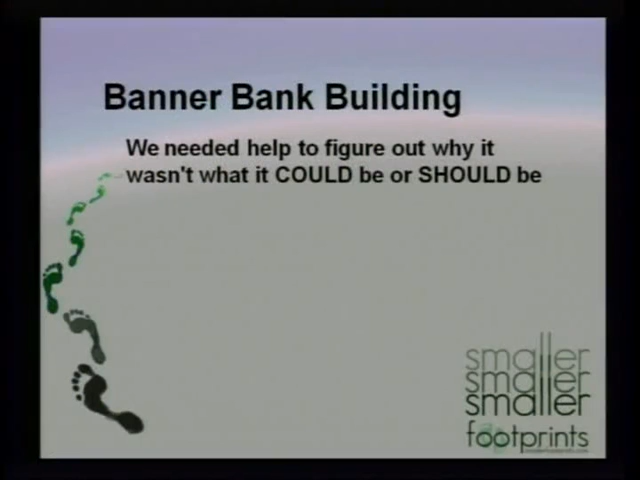 Banner Bank Building
We needed help to figure out why it
wasn't what it COULD be or SHOULD be
smaller
smaller
smaller
footprints